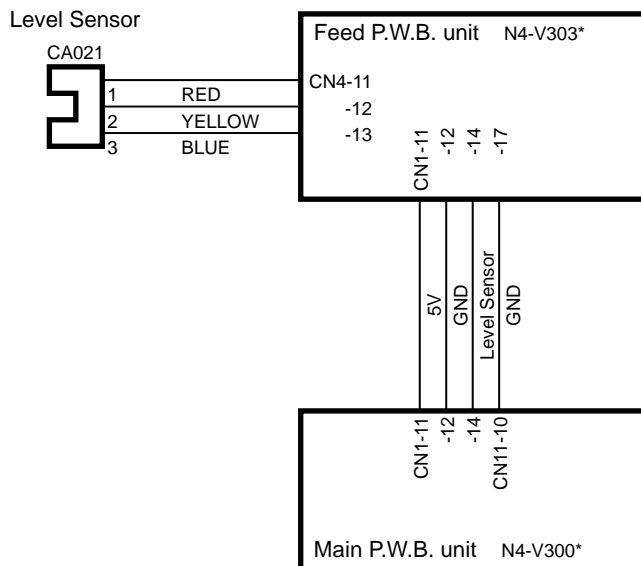 Level Sensor
CA021
1 RED
2 YELLOW
3 BLUE
Feed P.W.B. unit N4-V303*
CN4-11
-12
-13
CN1-11
-12
-14
-17
5V
GND
Level Sensor
GND
CN1-11
-12
-14
CN11-10
Main P.W.B. unit N4-V300*